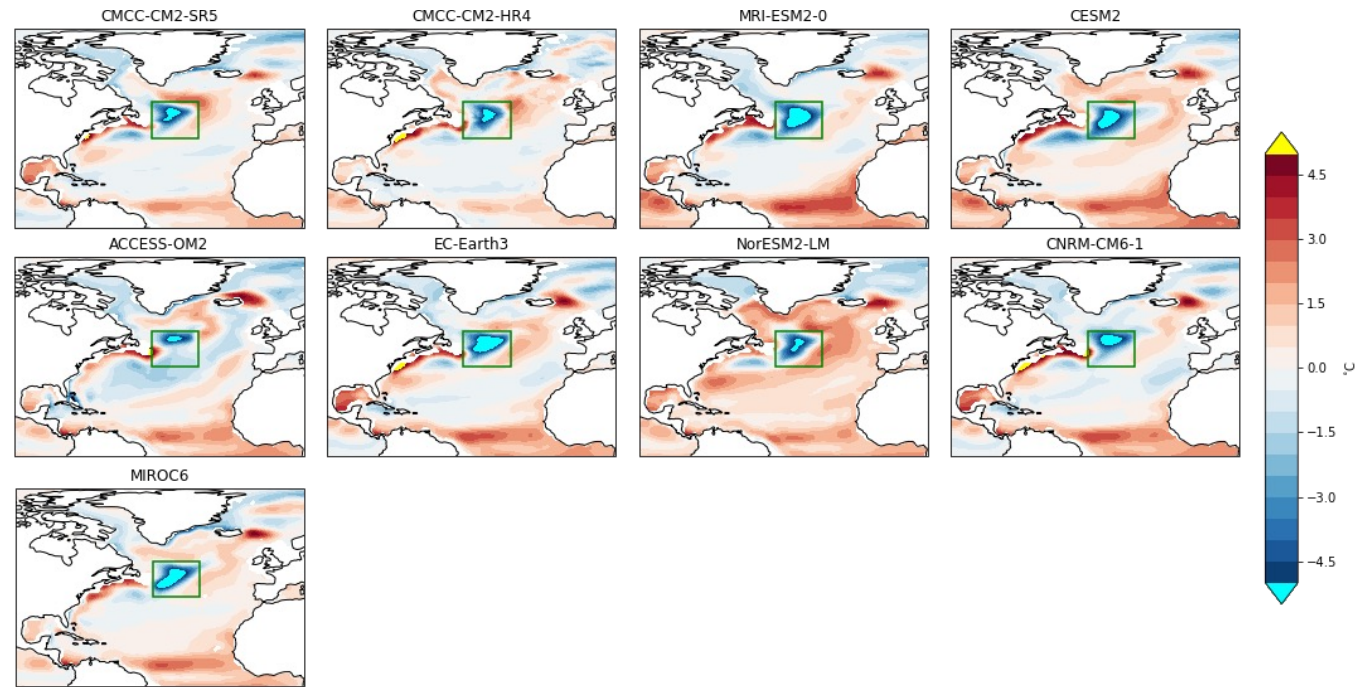 CMCC-CM2-SR5
CMCC-CM2-HR4
MRI-ESM2-0
CESM2
ACCESS-OM2
EC-Earth3
NorESM2-LM
CNRM-CM6-1
MIROC6
4.5
3.0
1.5
0.0
−1.5
−3.0
−4.5
°C